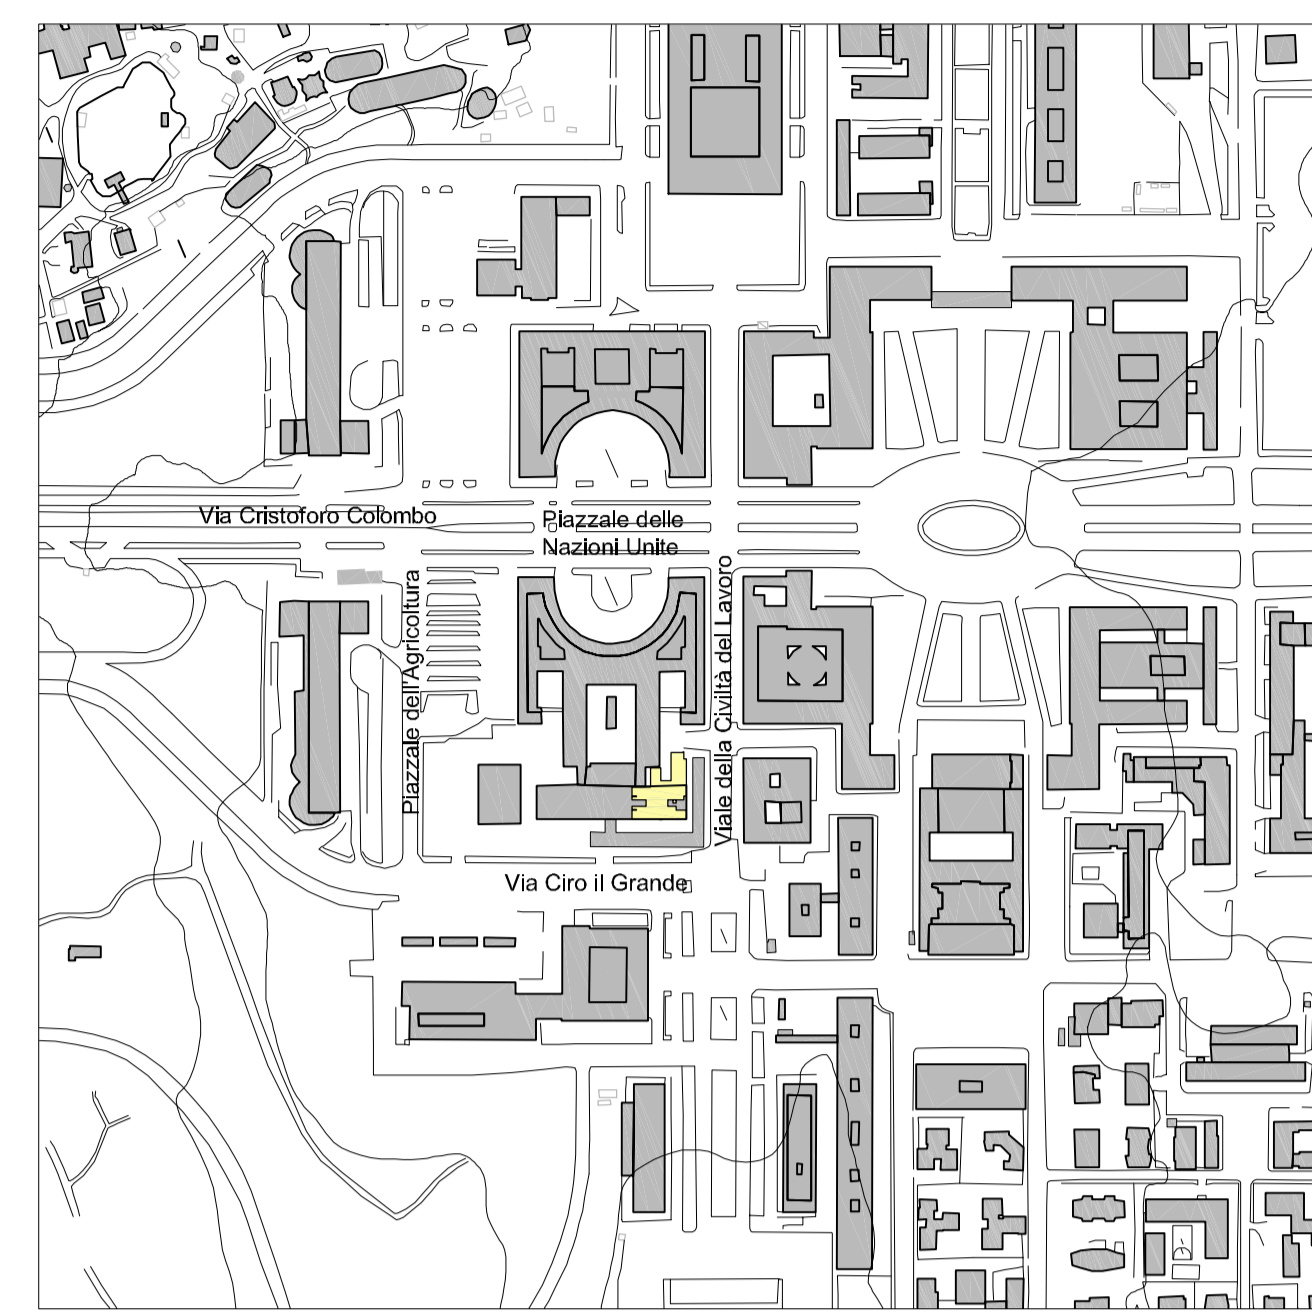 Via Cristoforo Colombo
Piazzale delle
Nazioni Unite
Piazzale dell'Agricoltura
Viale della Civiltà del Lavoro
Via Ciro il Grande